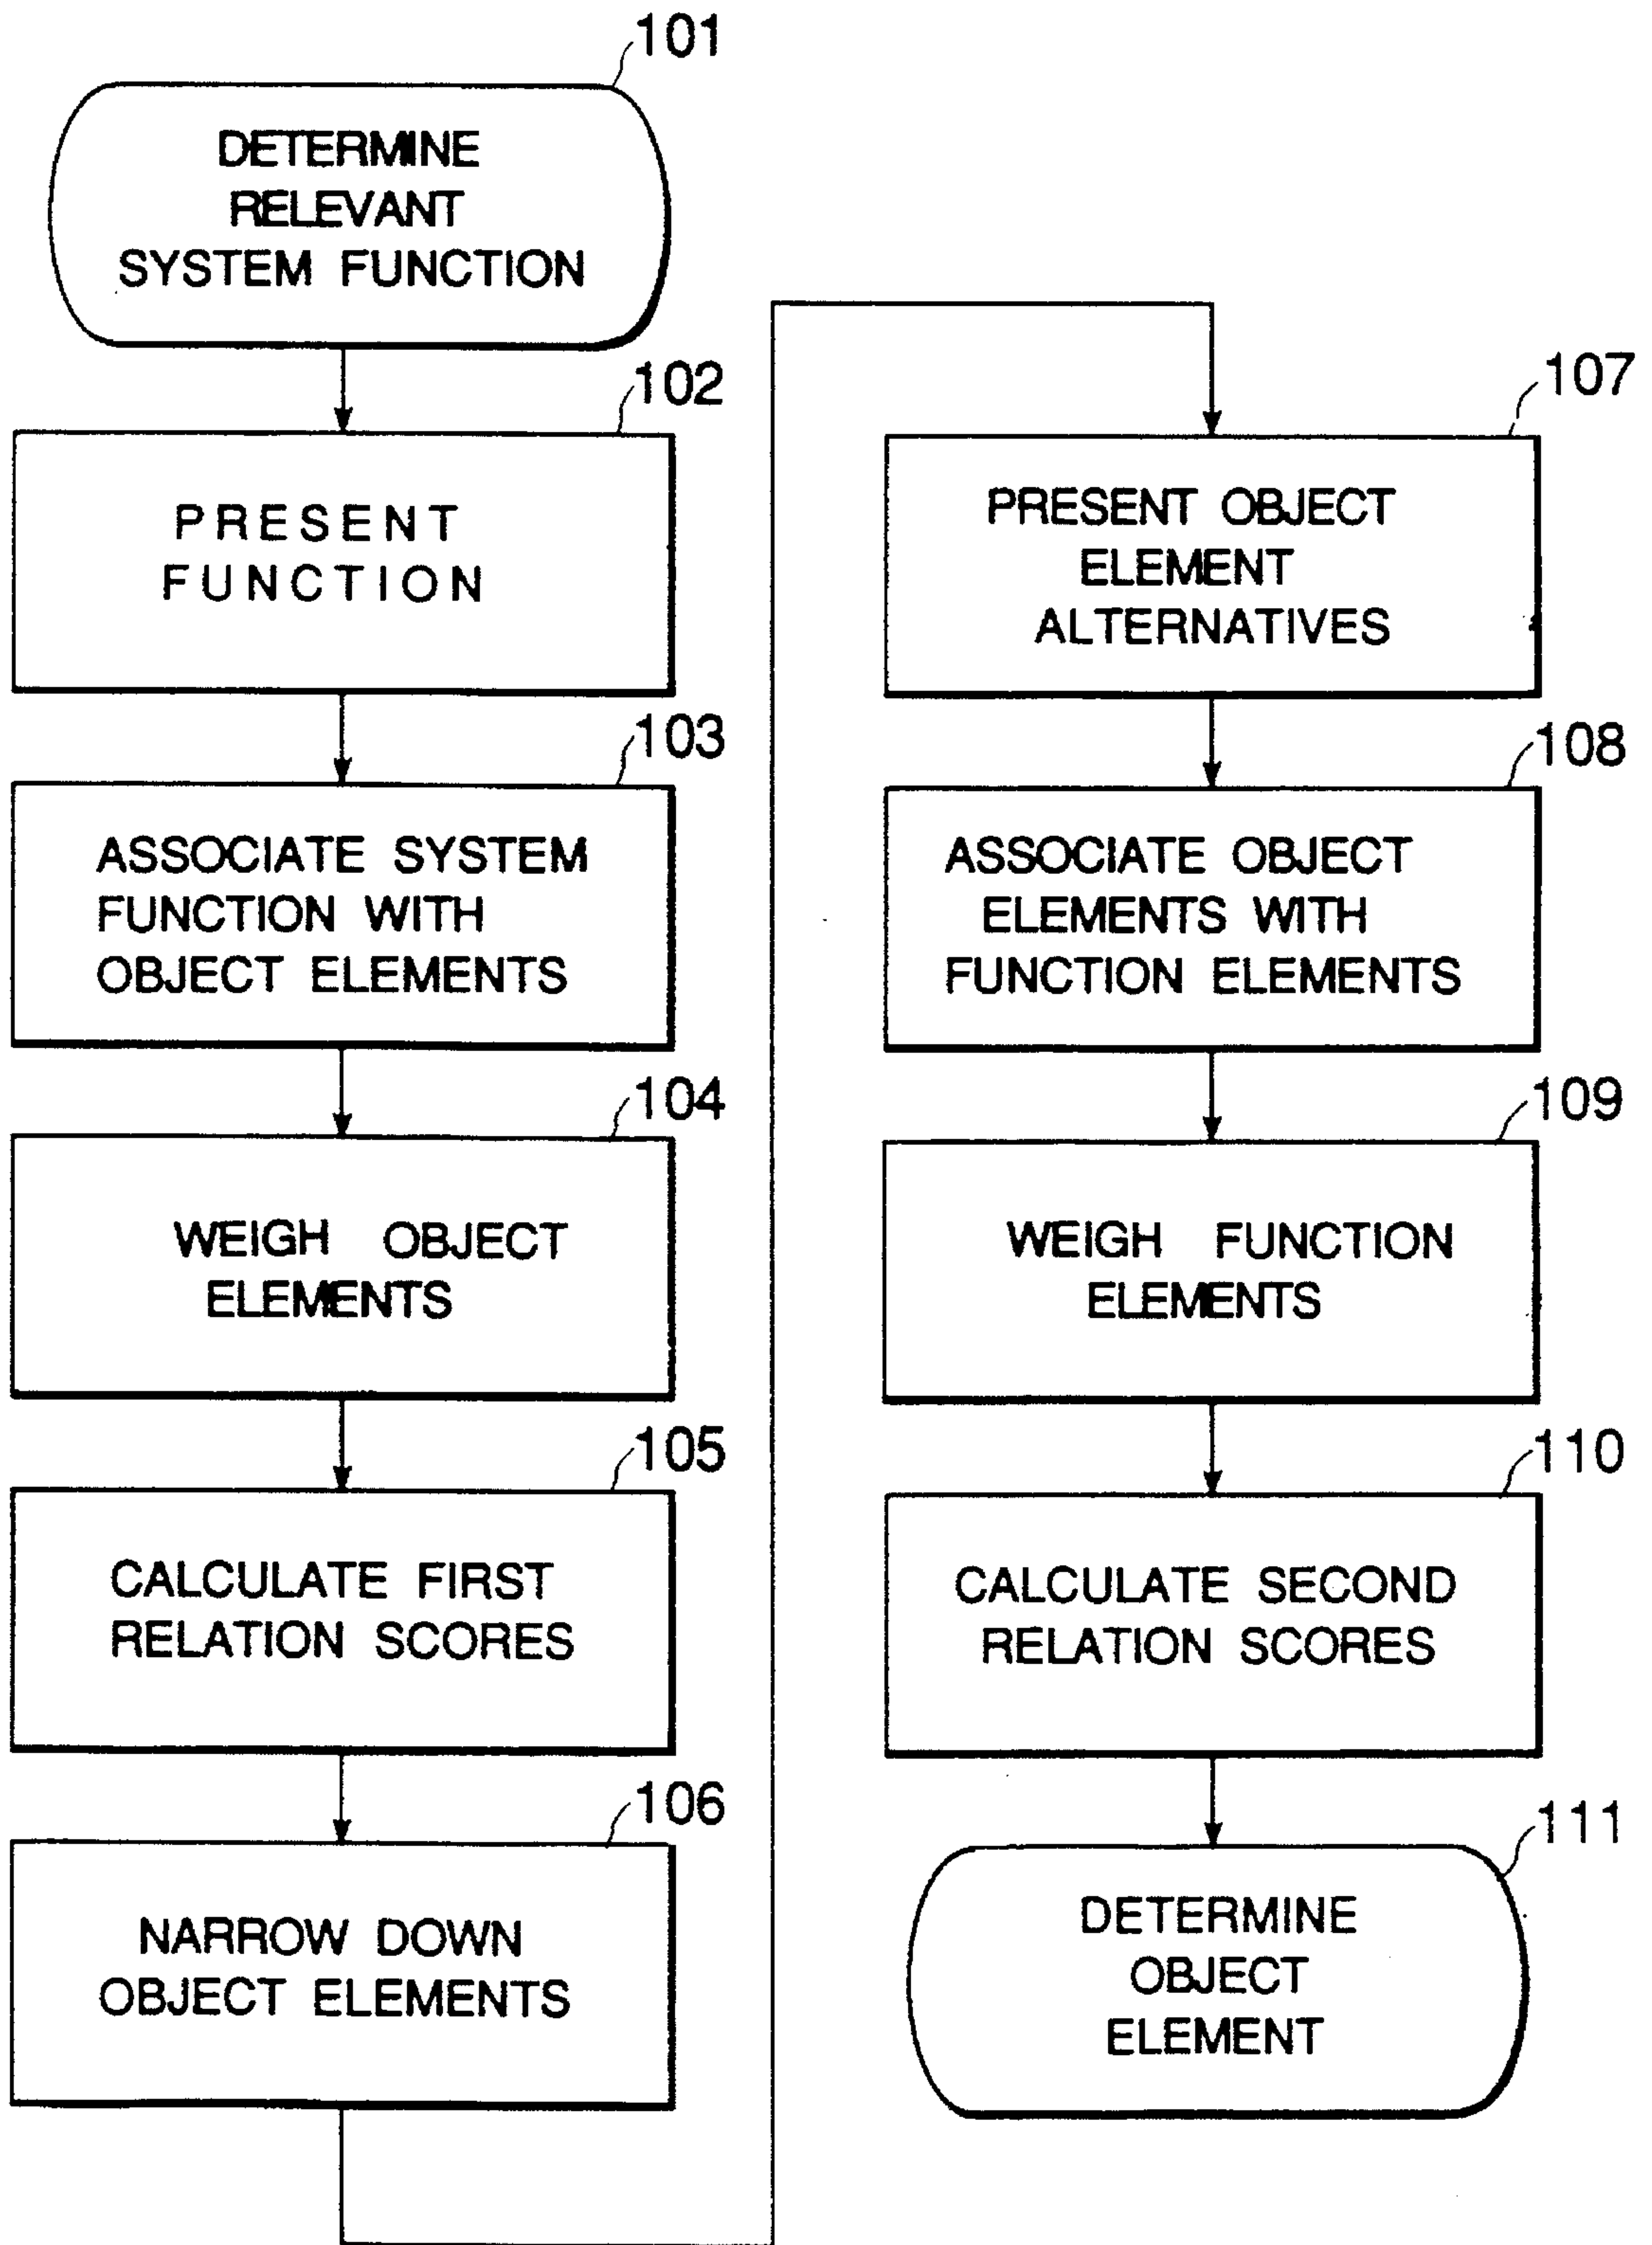 101
DETERMINE
RELEVANT
SYSTEM FUNCTION
102
PRESENT
FUNCTION
103
ASSOCIATE SYSTEM
FUNCTION WITH
OBJECT ELEMENTS
104
WEIGH OBJECT
ELEMENTS
105
CALCULATE FIRST
RELATION SCORES
106
NARROW DOWN
OBJECT ELEMENTS
107
PRESENT OBJECT
ELEMENT
ALTERNATIVES
108
ASSOCIATE OBJECT
ELEMENTS WITH
FUNCTION ELEMENTS
109
WEIGH FUNCTION
ELEMENTS
110
CALCULATE SECOND
RELATION SCORES
111
DETERMINE
OBJECT
ELEMENT